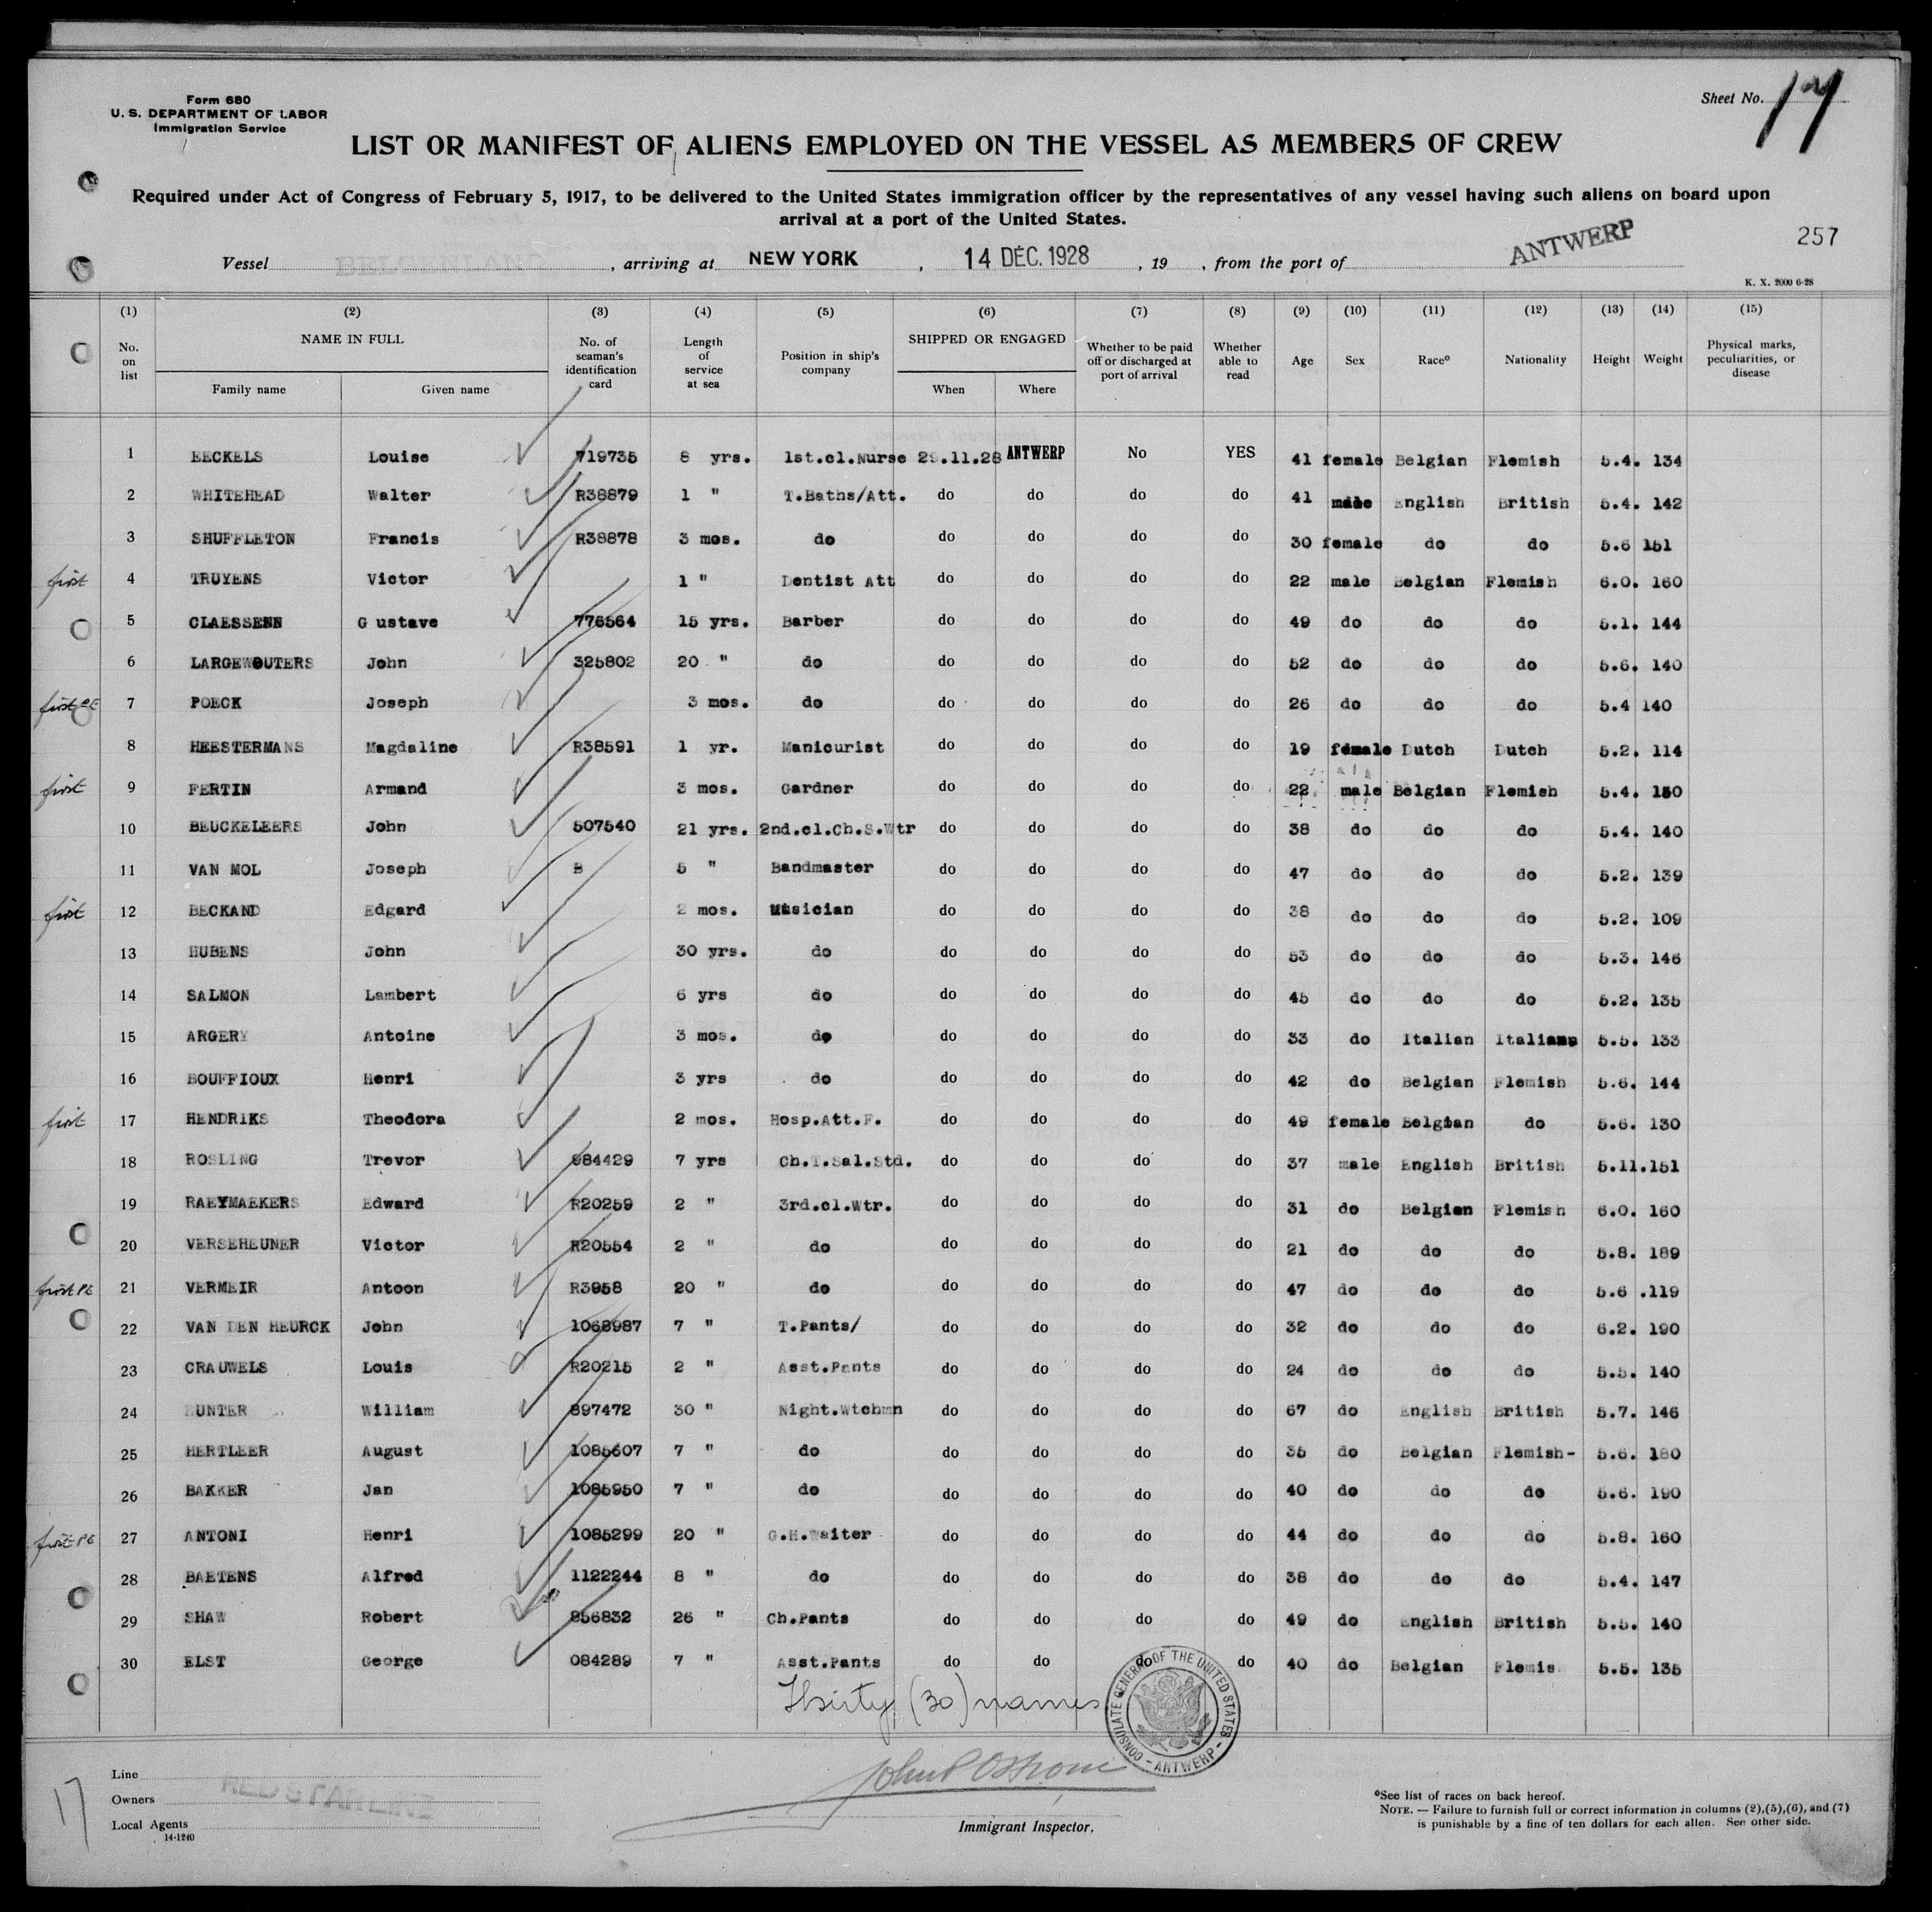 Form 680
U. S. DEPARTMENT OF LABOR
Immigration Service
Sheet No. 17
LIST OR MANIFEST OF ALIENS EMPLOYED ON THE VESSEL AS MEMBERS OF CREW
Required under Act of Congress of February 5, 1917, to be delivered to the United States immigration officer by the representatives of any vessel having such aliens on board upon
arrival at a port of the United States.
257
Vessel BELGENLAND, arriving at NEW YORK, 14 DÉC. 1928, 19 , from the port of ANTWERP
K. X. 2000 6-28
(1) (2) (3) (4) (5) (6) (7) (8) (9) (10) (11) (12) (13) (14) (15)
No. on list NAME IN FULL Family name Given name No. of seaman's identification card Length of service at sea Position in ship's company SHIPPED OR ENGAGED When Where Whether to be paid off or discharged at port of arrival Whether able to read Age Sex Race° Nationality Height Weight Physical marks, peculiarities, or disease
1 EECKELS Louise 719735 8 yrs. 1st.cl.Nurse 29.11.28 ANTWERP No YES 41 female Belgian Flemish 5.4. 134
2 WHITEHEAD Walter R38879 1 " T.Baths/Att. do do do do 41 male English British 5.4. 142
3 SHUFFLETON Francis R38878 3 mos. do do do do do 30 female do do 5.6 151
first 4 TRUYENS Victor 1 " Dentist Att do do do do 22 male Belgian Flemish 6.0. 160
5 CLAESSENN G ustave 776564 15 yrs. Barber do do do do 49 do do do 5.1. 144
6 LARGEWOUTERS John 325802 20 " do do do do do 52 do do do 5.6. 140
first PE 7 POECK Joseph 3 mos. do do do do do 26 do do do 5.4 140
8 HEESTERMANS Magdaline R38591 1 yr. Manicurist do do do do 19 female Dutch Dutch 5.2. 114
first 9 FERTIN Armand 3 mos. Gardner do do do do 22 male Belgian Flemish 5.4. 150
10 BEUCKELEERS John 507540 21 yrs. 2nd.cl.Ch.S.Wtr do do do do 38 do do do 5.4. 140
11 VAN MOL Joseph B 5 " Bandmaster do do do do 47 do do do 5.2. 139
first 12 BECKAND Edgard 2 mos. Musician do do do do 38 do do do 5.2. 109
13 HUBENS John 30 yrs. do do do do do 53 do do do 5.3. 146
14 SALMON Lambert 6 yrs do do do do do 45 do do do 5.2. 135
15 ARGERY Antoine 3 mos. do do do do do 33 do Italian Italian 5.5. 133
16 BOUFFIOUX Henri 3 yrs do do do do do 42 do Belgian Flemish 5.6. 144
first 17 HENDRIKS Theodora 2 mos. Hosp.Att.F. do do do do 49 female Belgian do 5.6. 130
18 ROSLING Trevor 984429 7 yrs Ch.T.Sal.Std. do do do do 37 male English British 5.11.151
19 RAEYMAEKERS Edward R20259 2 " 3rd.cl.Wtr. do do do do 31 do Belgian Flemish 6.0. 160
20 VERSEHEUNER Victor R20554 2 " do do do do do 21 do do do 5.8. 189
first PE 21 VERMEIR Antoon R3958 20 " do do do do do 47 do do do 5.6 .119
22 VAN DEN HEURCK John 1068987 7 " T.Pants/ do do do do 32 do do do 6.2. 190
23 CRAUWELS Louis R20215 2 " Asst.Pants do do do do 24 do do do 5.5. 140
24 HUNTER William 897472 30 " Night.Wtchmn do do do do 67 do English British 5.7. 146
25 HERTLEER August 1085607 7 " do do do do do 35 do Belgian Flemish- 5.6. 180
26 BAKKER Jan 1085950 7 " do do do do do 40 do do do 5.6. 190
first PE 27 ANTONI Henri 1085299 20 " G.H.Waiter do do do do 44 do do do 5.8. 160
28 BAETENS Alfred 1122244 8 " do do do do do 38 do do do 5.4. 147
29 SHAW Robert 956832 26 " Ch.Pants do do do do 49 do English British 5.5. 140
30 ELST George 084289 7 " Asst.Pants do do do do 40 do Belgian Flemis 5.5. 135
Thirty (30) names
CONSULATE GENERAL OF THE UNITED STATES - ANTWERP -
17
Line
Owners RED STAR LINE
Local Agents
14-1240
Immigrant Inspector.
°See list of races on back hereof.
NOTE. — Failure to furnish full or correct information in columns (2),(5),(6), and (7)
is punishable by a fine of ten dollars for each alien. See other side.